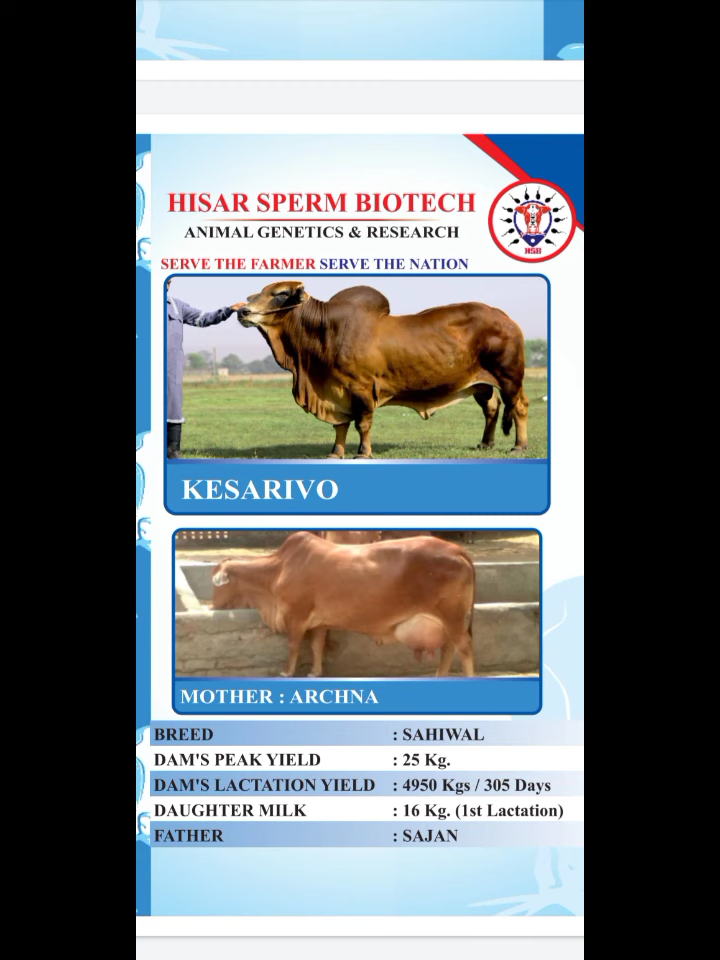 HISAR SPERM BIOTECH
ANIMAL GENETICS & RESEARCH
SERVE THE FARMER SERVE THE NATION
HSB
KESARIVO
MOTHER : ARCHNA
BREED : SAHIWAL
DAM'S PEAK YIELD : 25 Kg.
DAM'S LACTATION YIELD : 4950 Kgs / 305 Days
DAUGHTER MILK : 16 Kg. (1st Lactation)
FATHER : SAJAN